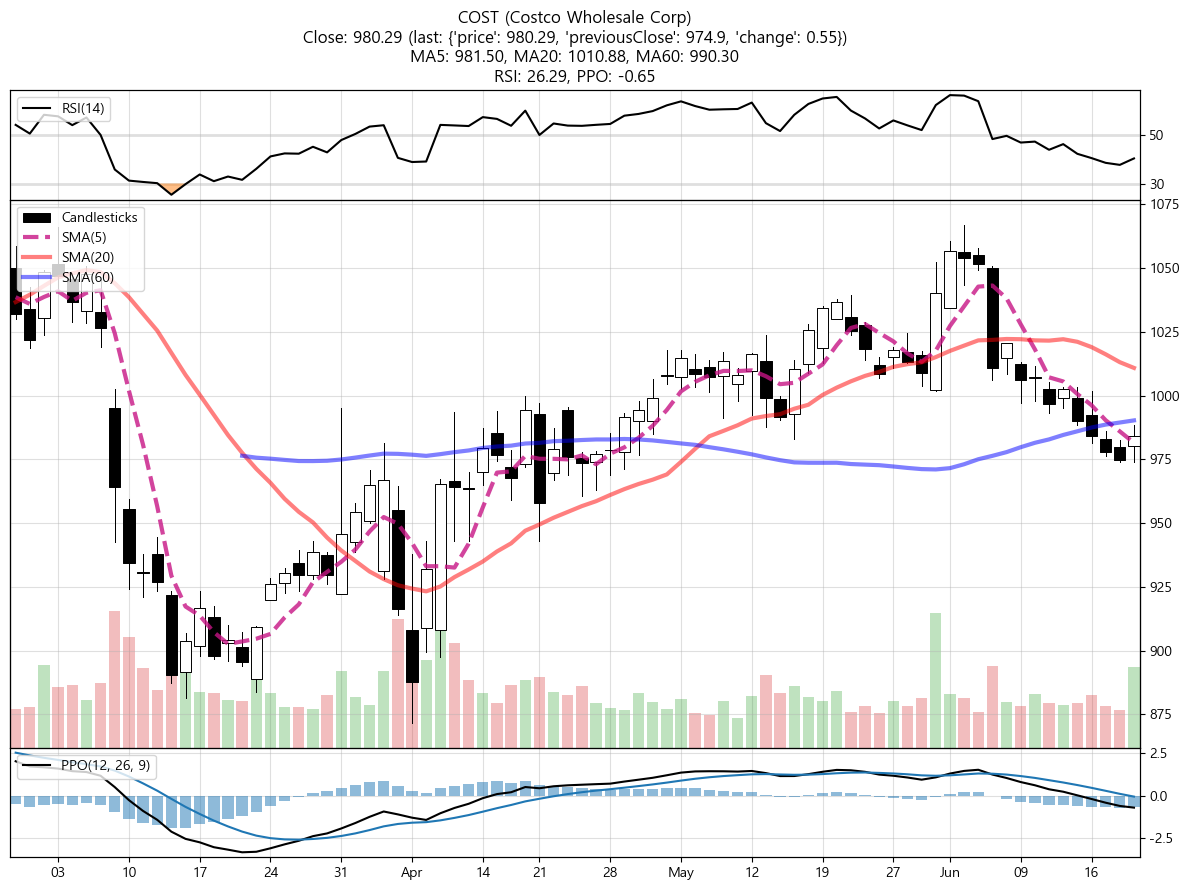 COST (Costco Wholesale Corp)
Close: 980.29 (last: {'price': 980.29, 'previousClose': 974.9, 'change': 0.55})
MA5: 981.50, MA20: 1010.88, MA60: 990.30
RSI: 26.29, PPO: -0.65
RSI(14)
50
30
Candlesticks
SMA(5)
SMA(20)
SMA(60)
1075
1050
1025
1000
975
950
925
900
875
PPO(12, 26, 9)
2.5
0.0
-2.5
03 10 17 24 31 Apr 14 21 28 May 12 19 27 Jun 09 16